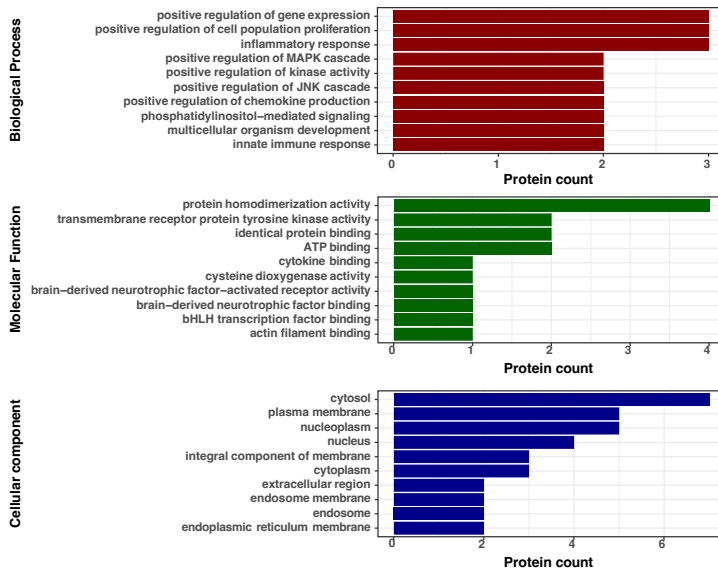 Biological Process
positive regulation of gene expression
positive regulation of cell population proliferation
inflammatory response
positive regulation of MAPK cascade
positive regulation of kinase activity
positive regulation of JNK cascade
positive regulation of chemokine production
phosphatidylinositol−mediated signaling
multicellular organism development
innate immune response
0 1 2 3
Protein count
Molecular Function
protein homodimerization activity
transmembrane receptor protein tyrosine kinase activity
identical protein binding
ATP binding
cytokine binding
cysteine dioxygenase activity
brain−derived neurotrophic factor−activated receptor activity
brain−derived neurotrophic factor binding
bHLH transcription factor binding
actin filament binding
0 1 2 3 4
Protein count
Cellular component
cytosol
plasma membrane
nucleoplasm
nucleus
integral component of membrane
cytoplasm
extracellular region
endosome membrane
endosome
endoplasmic reticulum membrane
0 2 4 6
Protein count